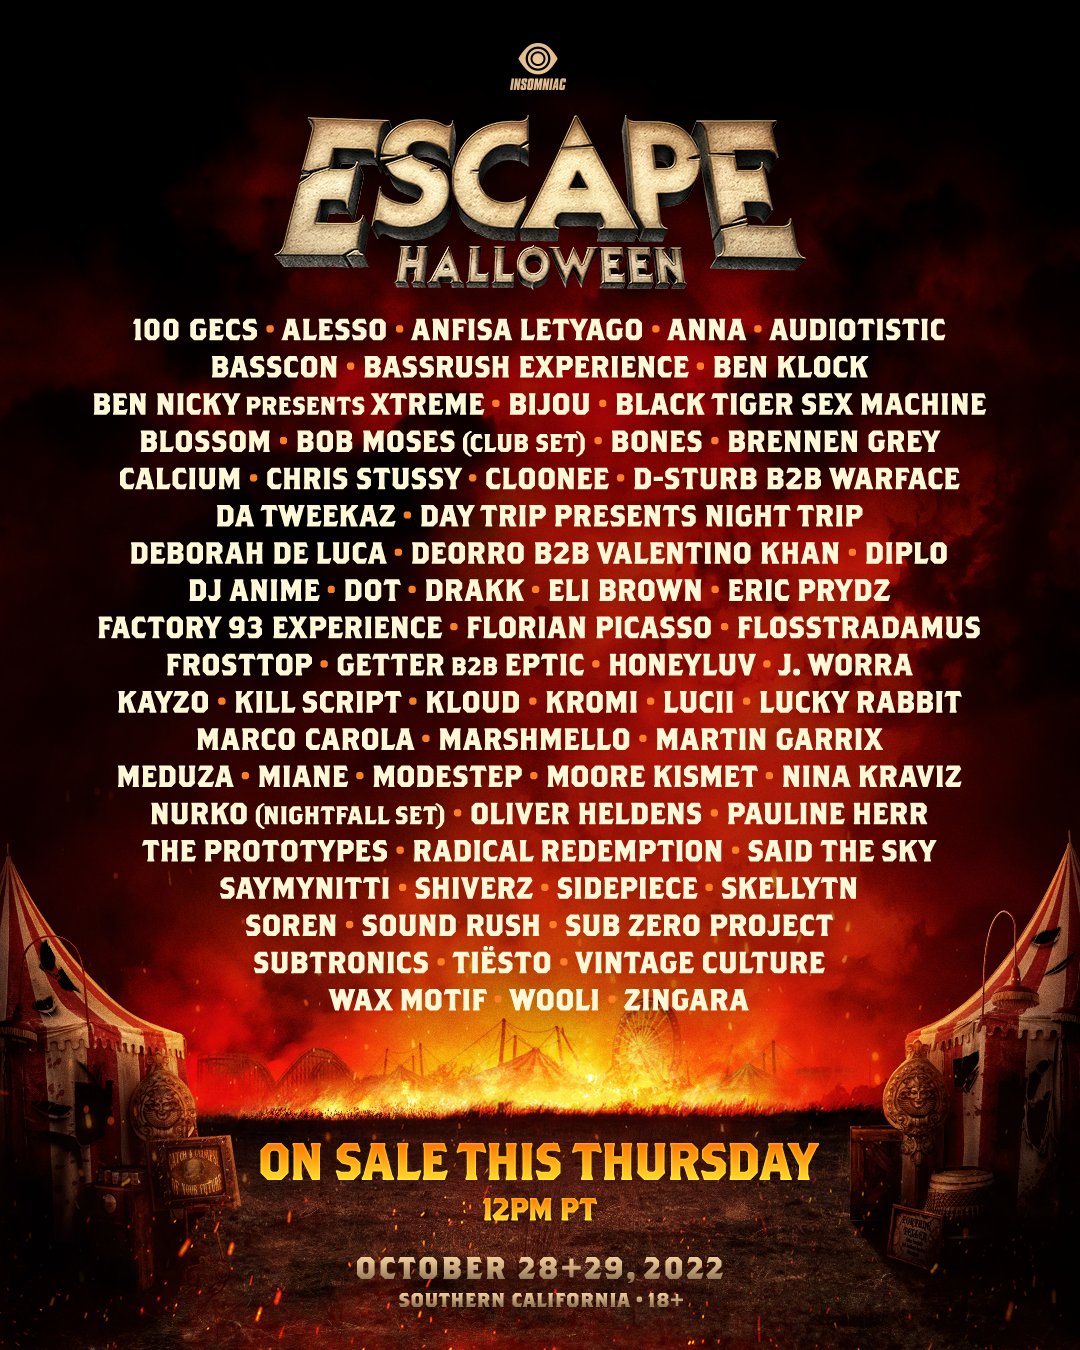 INSOMNIAC
ESCAPE
HALLOWEEN
100 GECS • ALESSO • ANFISA LETYAGO • ANNA • AUDIOTISTIC
BASSCON • BASSRUSH EXPERIENCE • BEN KLOCK
BEN NICKY PRESENTS XTREME • BIJOU • BLACK TIGER SEX MACHINE
BLOSSOM • BOB MOSES (CLUB SET) • BONES • BRENNEN GREY
CALCIUM • CHRIS STUSSY • CLOONEE • D-STURB B2B WARFACE
DA TWEEKAZ • DAY TRIP PRESENTS NIGHT TRIP
DEBORAH DE LUCA • DEORRO B2B VALENTINO KHAN • DIPLO
DJ ANIME • DOT • DRAKK • ELI BROWN • ERIC PRYDZ
FACTORY 93 EXPERIENCE • FLORIAN PICASSO • FLOSSTRADAMUS
FROSTTOP • GETTER B2B EPTIC • HONEYLUV • J. WORRA
KAYZO • KILL SCRIPT • KLOUD • KROMI • LUCII • LUCKY RABBIT
MARCO CAROLA • MARSHMELLO • MARTIN GARRIX
MEDUZA • MIANE • MODESTEP • MOORE KISMET • NINA KRAVIZ
NURKO (NIGHTFALL SET) • OLIVER HELDENS • PAULINE HERR
THE PROTOTYPES • RADICAL REDEMPTION • SAID THE SKY
SAYMYNITTI • SHIVERZ • SIDEPIECE • SKELLYTN
SOREN • SOUND RUSH • SUB ZERO PROJECT
SUBTRONICS • TIËSTO • VINTAGE CULTURE
WAX MOTIF • WOOLI • ZINGARA
ON SALE THIS THURSDAY
12PM PT
OCTOBER 28+29, 2022
SOUTHERN CALIFORNIA • 18+